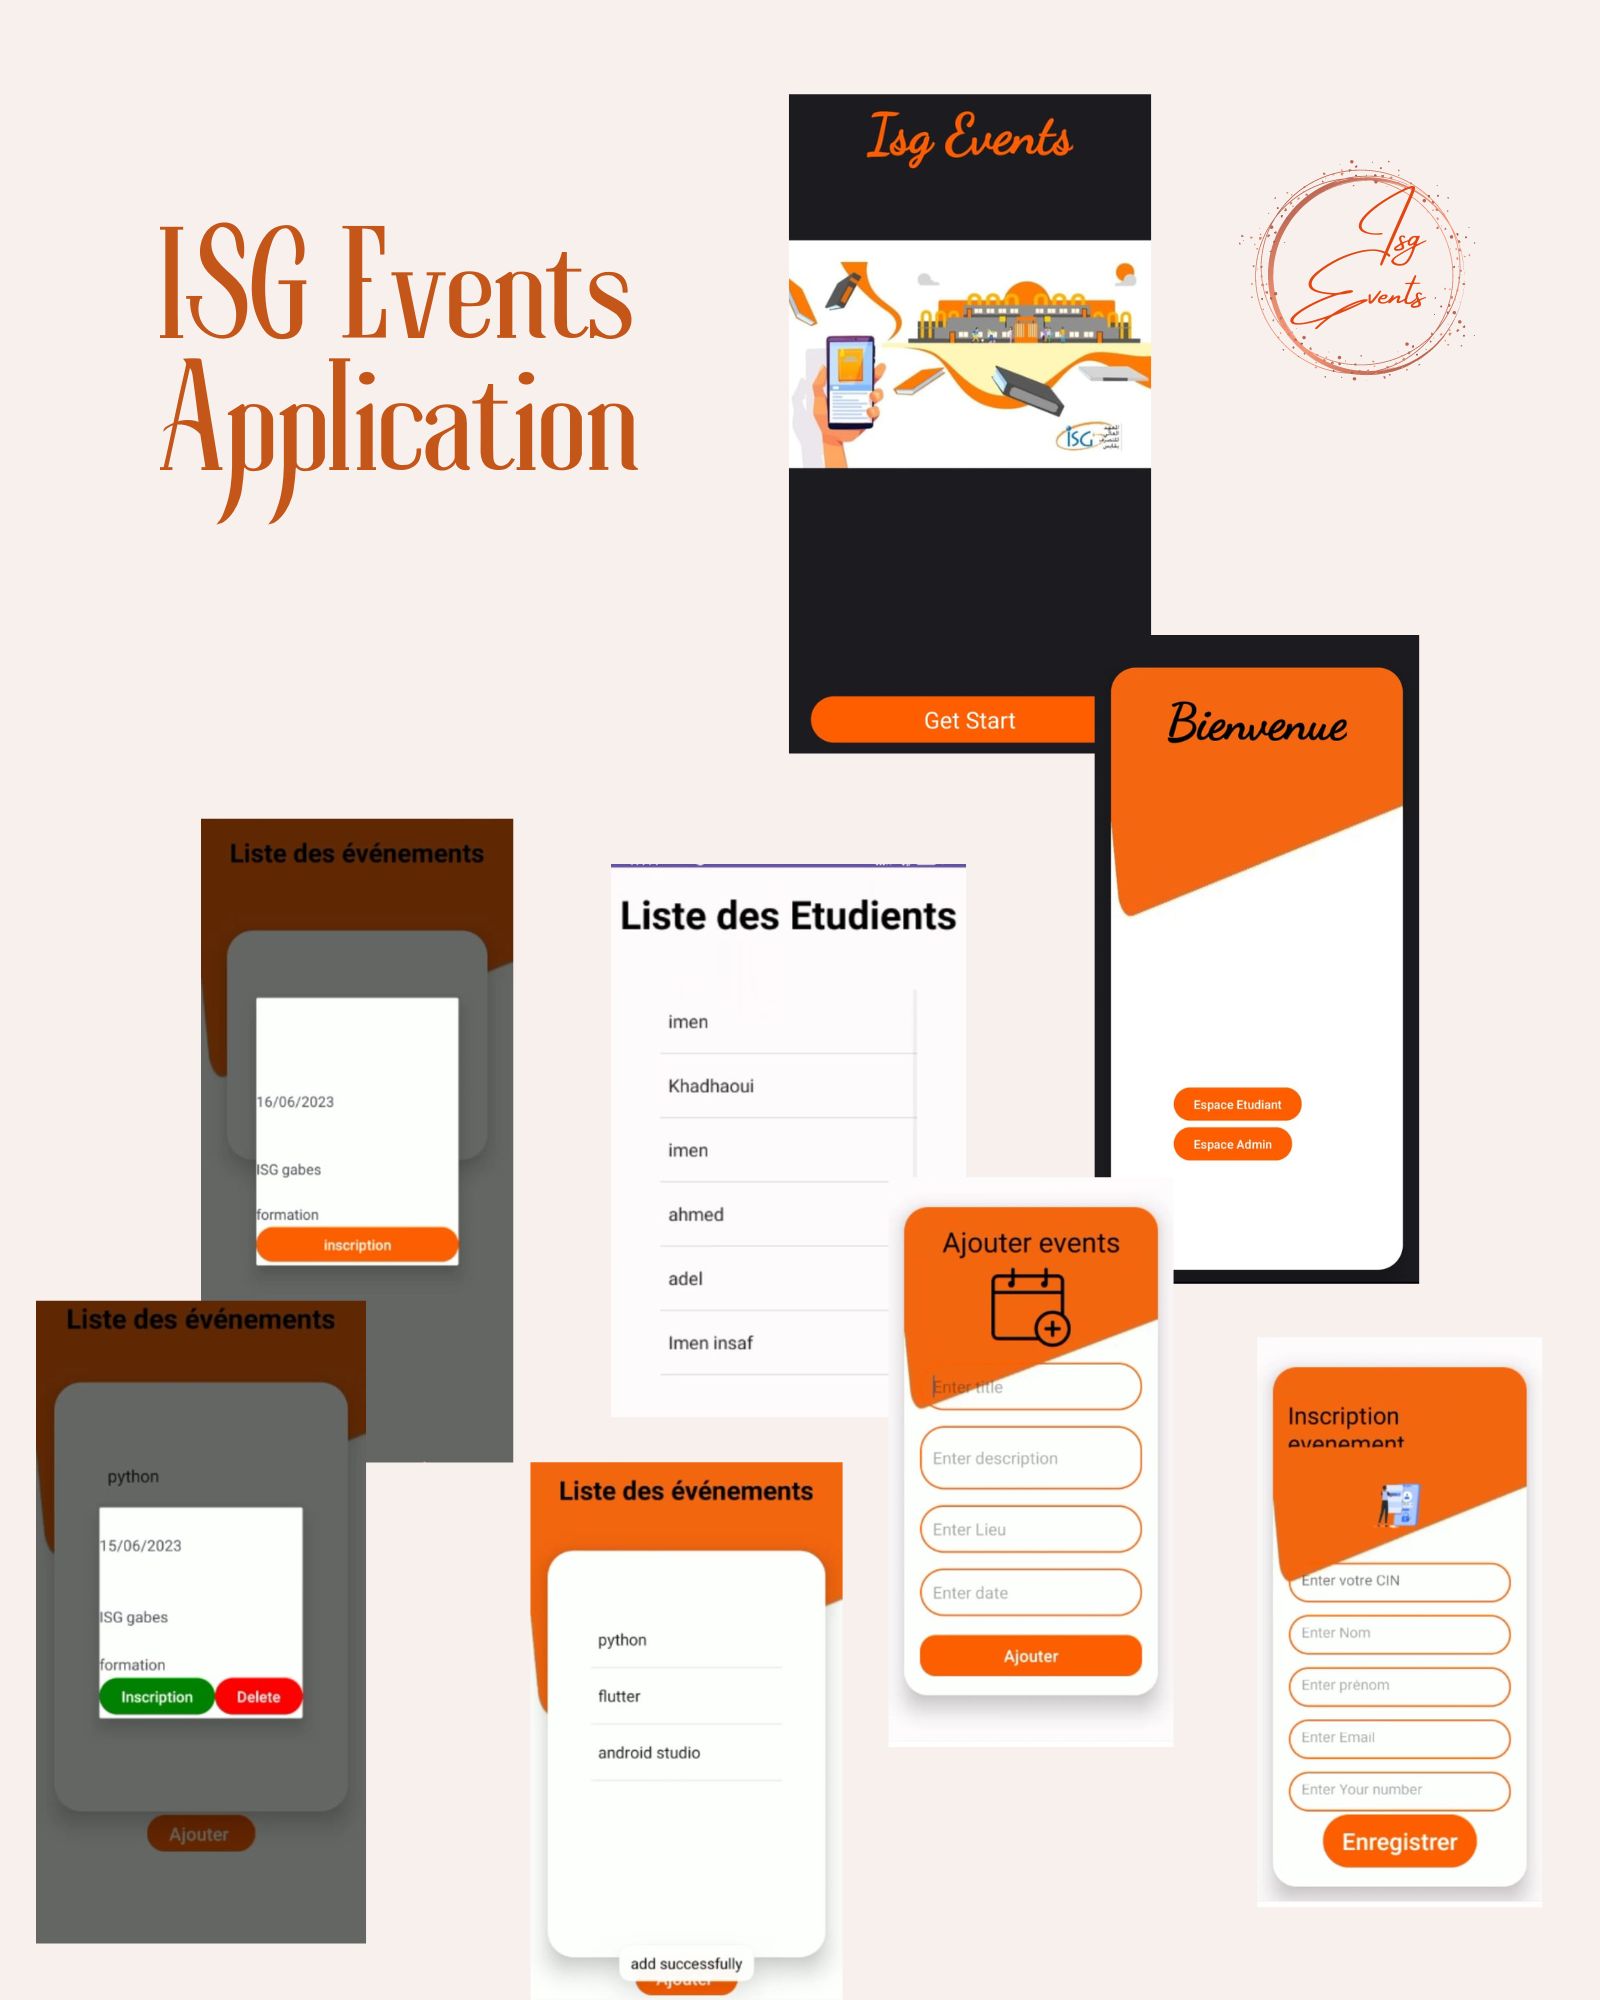 ISG Events
Application
Isg Events
ISG
المعهد
العالي
للتصرف
بقابس
Get Start
Isg
Events
Bienvenue
Espace Etudiant
Espace Admin
Liste des événements
16/06/2023
ISG gabes
formation
inscription
Liste des Etudients
imen
Khadhaoui
imen
ahmed
adel
Imen insaf
Ajouter events
Enter title
Enter description
Enter Lieu
Enter date
Ajouter
Liste des événements
python
15/06/2023
ISG gabes
formation
Inscription
Delete
Ajouter
Liste des événements
python
flutter
android studio
add successfully
Ajouter
Inscription
evenement
Enter votre CIN
Enter Nom
Enter prénom
Enter Email
Enter Your number
Enregistrer